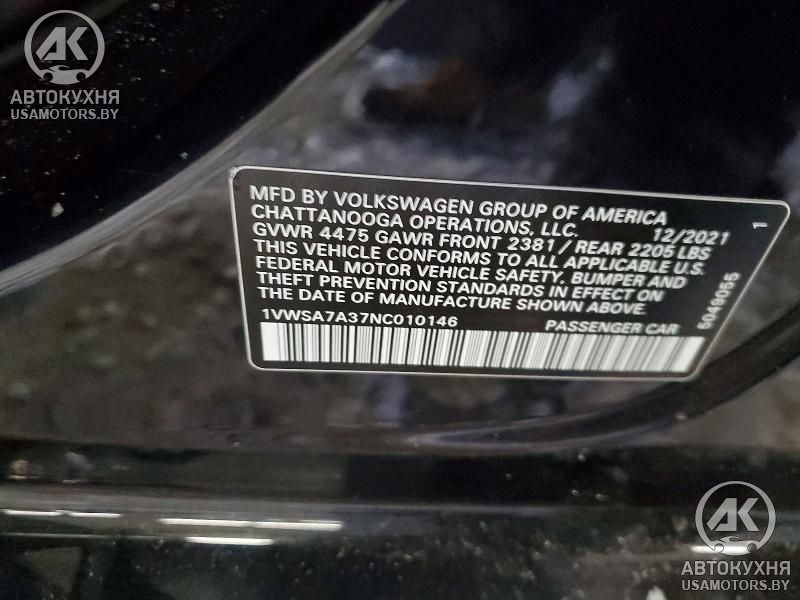 AK
АВТОКУХНЯ
USAMOTORS.BY
MFD BY VOLKSWAGEN GROUP OF AMERICA
CHATTANOOGA OPERATIONS, LLC. 12/2021 1
GVWR 4475 GAWR FRONT 2381 / REAR 2205 LBS
THIS VEHICLE CONFORMS TO ALL APPLICABLE U.S.
FEDERAL MOTOR VEHICLE SAFETY, BUMPER AND
THEFT PREVENTION STANDARDS IN EFFECT ON
THE DATE OF MANUFACTURE SHOWN ABOVE.
1VWSA7A37NC010146 PASSENGER CAR
5049055
AK
АВТОКУХНЯ
USAMOTORS.BY